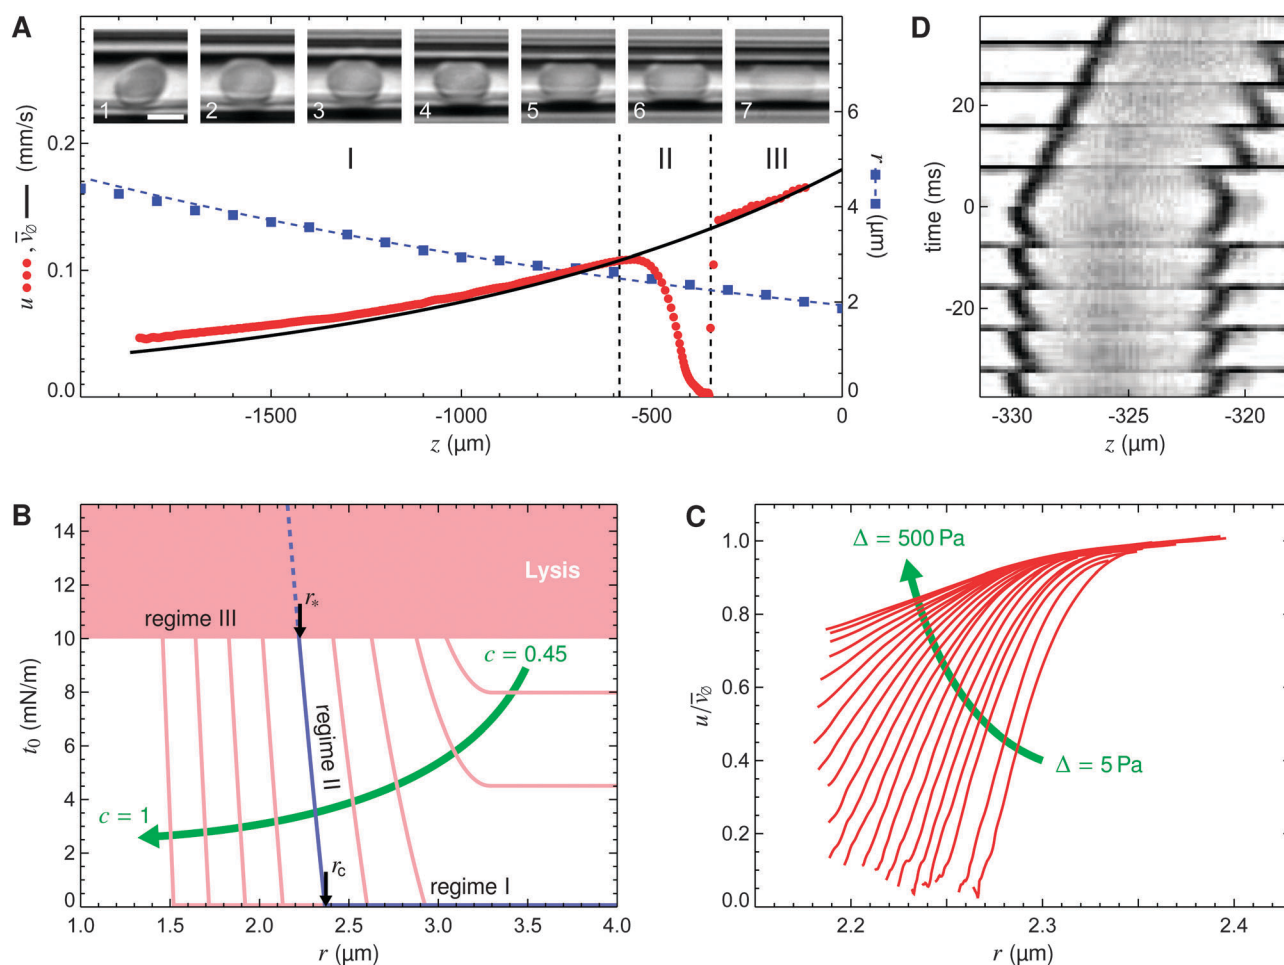 A
1
2
3
4
5
6
7
I
II
III
u •••, v̄ø — (mm/s)
0.2
0.1
0.0
6
4
2
0
r (μm)
-1500
-1000
-500
0
z (μm)
D
time (ms)
20
0
-20
-330
-325
-320
z (μm)
B
t0 (mN/m)
14
12
10
8
6
4
2
0
Lysis
regime III
r*
c = 0.45
regime II
c = 1
rc
regime I
1.0
1.5
2.0
2.5
3.0
3.5
4.0
r (μm)
C
u/v̄ø
1.0
0.8
0.6
0.4
0.2
0.0
Δ = 500 Pa
Δ = 5 Pa
2.2
2.3
2.4
r (μm)